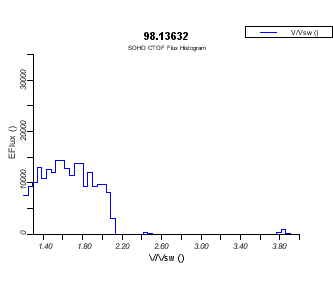 98.13632
SOHO CTOF Flux Histogram
V/Vsw ()
EFlux ()
30000
20000
10000
0
1.40 1.80 2.20 2.60 3.00 3.40 3.80
V/Vsw ()